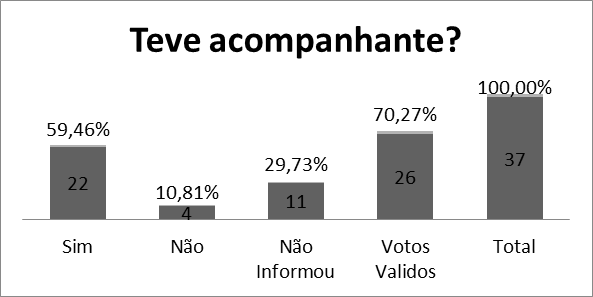 Teve acompanhante?
59,46%
10,81%
29,73%
70,27%
100,00%
22
4
11
26
37
Sim
Não
Não
Informou
Votos
Validos
Total